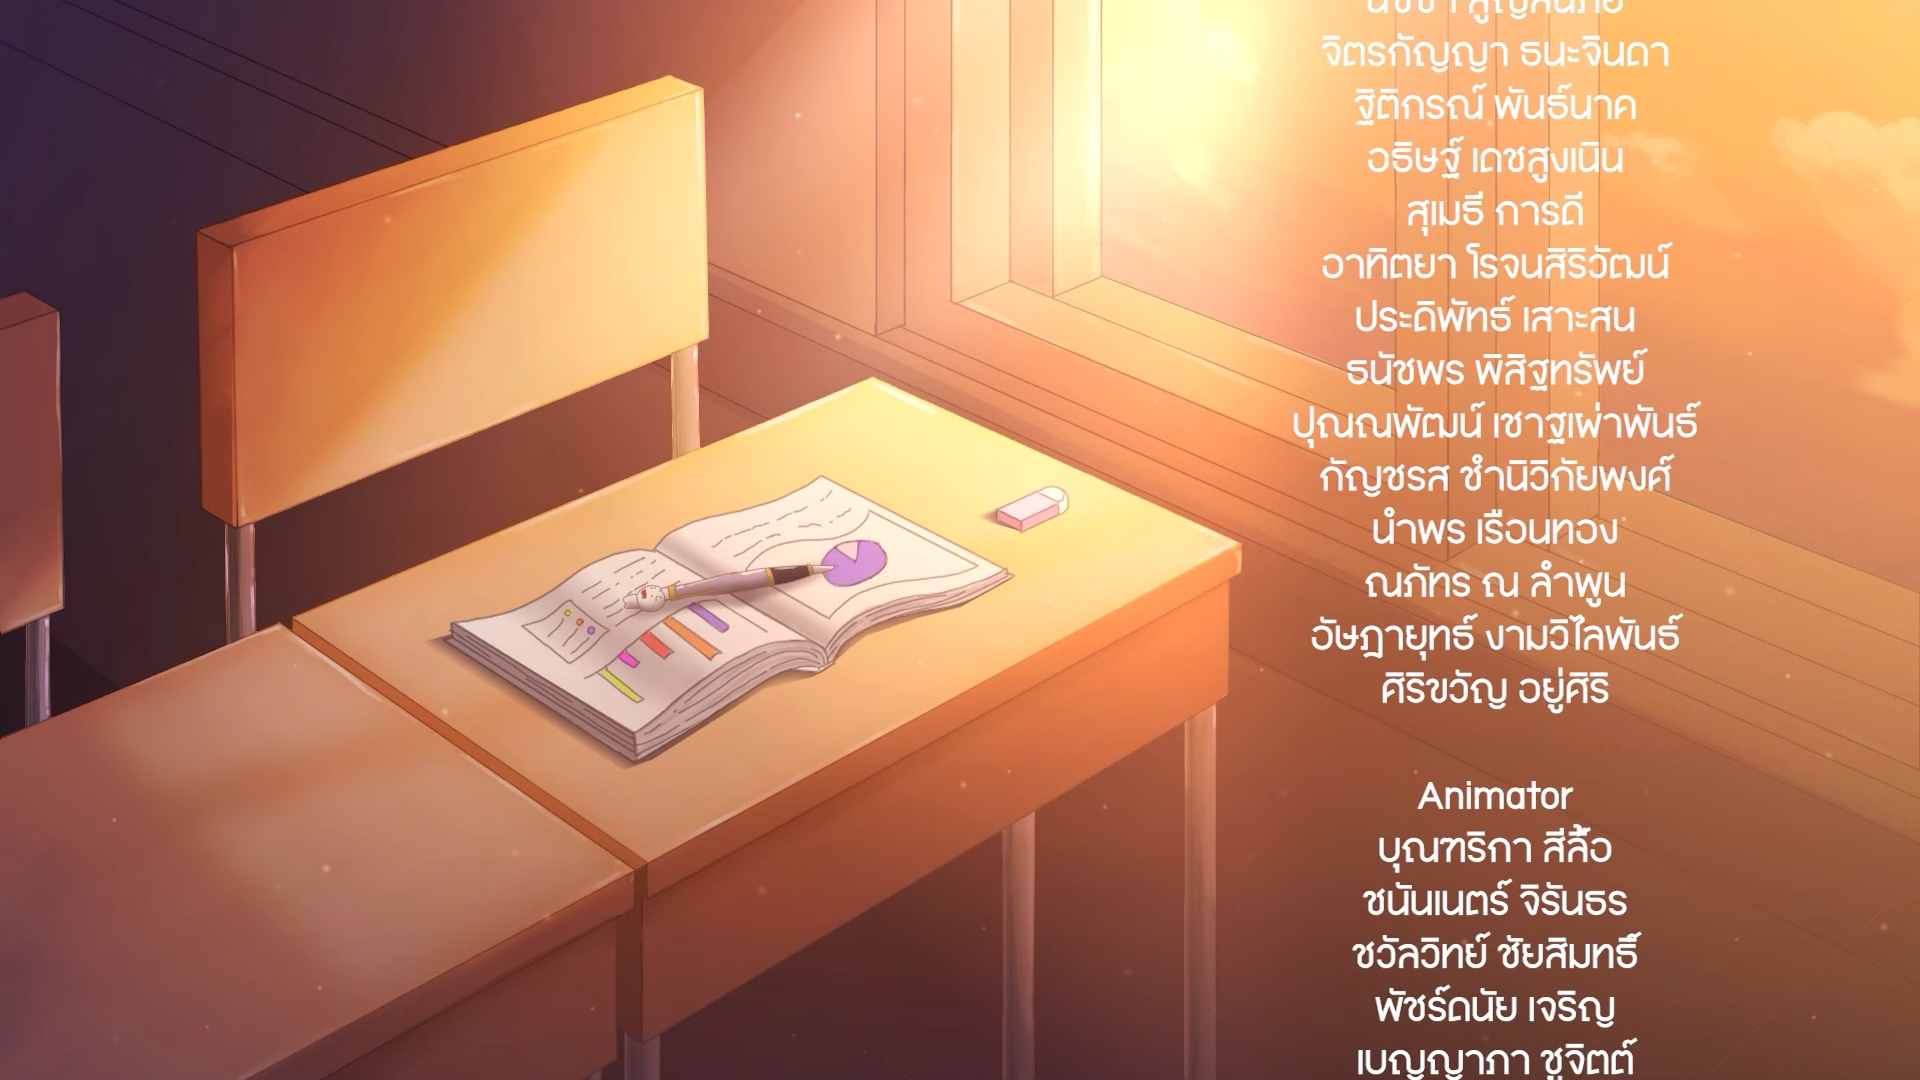 จิตรกัญญา ธนะจินดา
ฐิติกรณ์ พันธ์นาค
อธิษฐ์ เดชสูงเนิน
สุเมธี การดี
อาทิตยา โรจนสิริวัฒน์
ประดิพัทธ์ เสาะสน
ธนัชพร พิสิฐทรัพย์
ปุณณพัฒน์ เชาฐเผ่าพันธ์
กัญชรส ชำนิวิกัยพงศ์
นำพร เรือนทอง
ณภัทร ณ ลำพูน
อัษฎายุทธ์ งามวิไลพันธ์
ศิริขวัญ อยู่ศิริ
Animator
บุณฑริกา สีลื้อ
ชนันเนตร์ จิรันธร
ชวัลวิทย์ ชัยสิมทธิ์
พัชร์ดนัย เจริญ
เบญญาภา ชูจิตต์